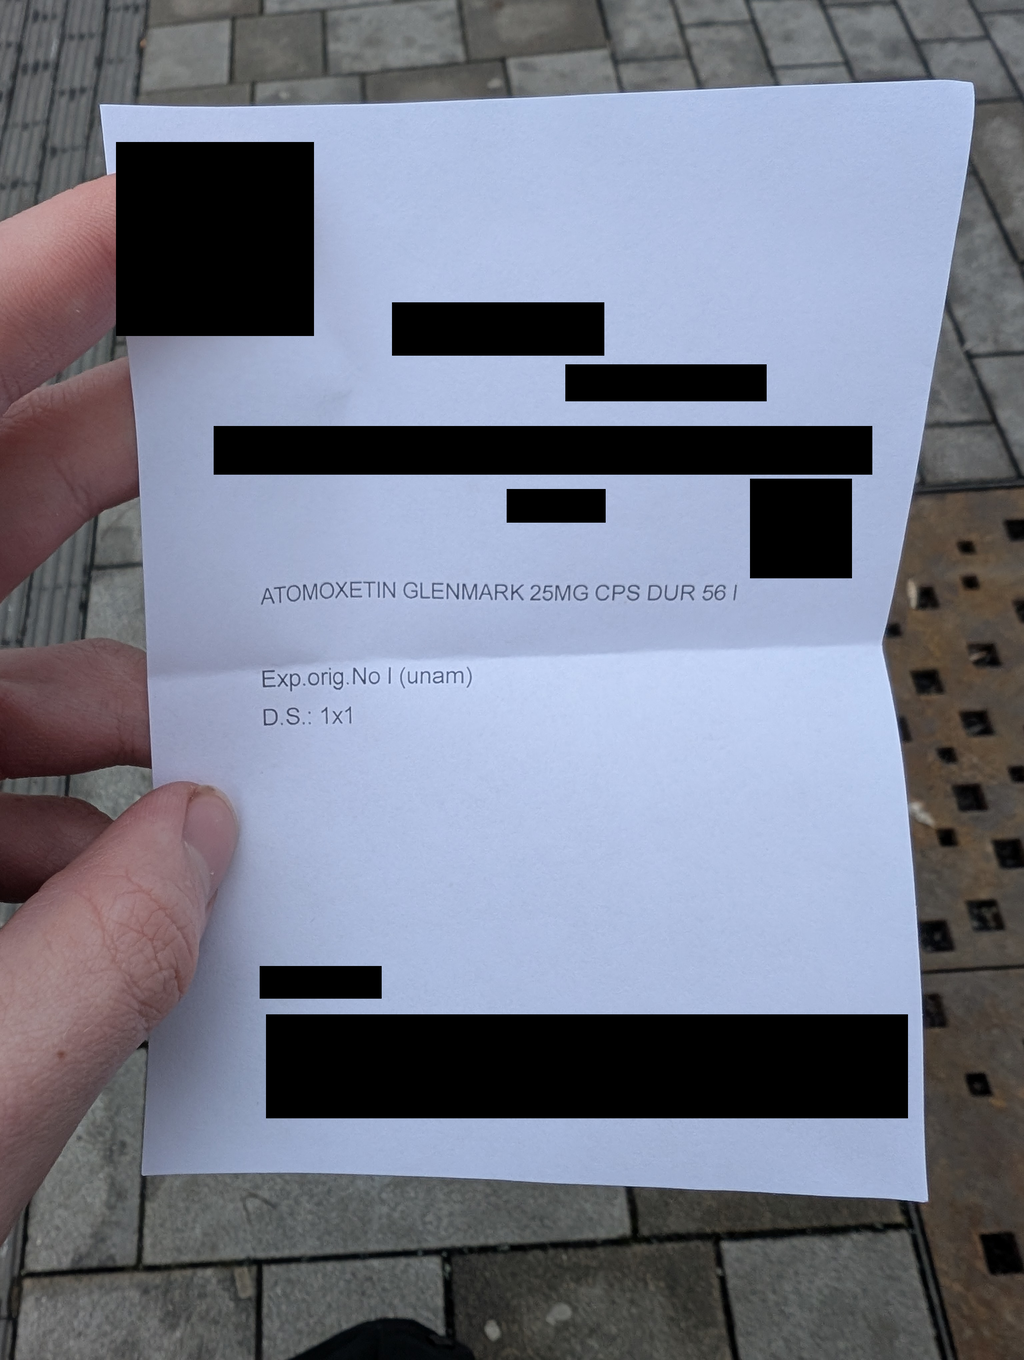 ATOMOXETIN GLENMARK 25MG CPS DUR 56 I
Exp.orig.No I (unam)
D.S.: 1x1